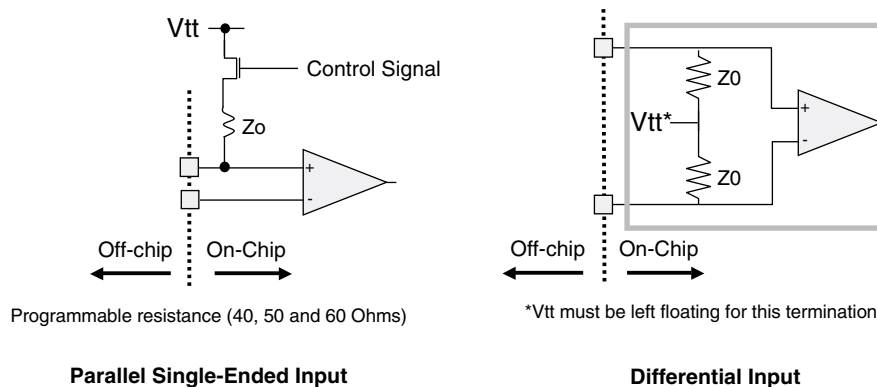 Vtt
Control Signal
Zo
+
-
Off-chip
On-Chip
Programmable resistance (40, 50 and 60 Ohms)
Parallel Single-Ended Input
Z0
Vtt*
Z0
+
-
Off-chip
On-Chip
*Vtt must be left floating for this termination
Differential Input